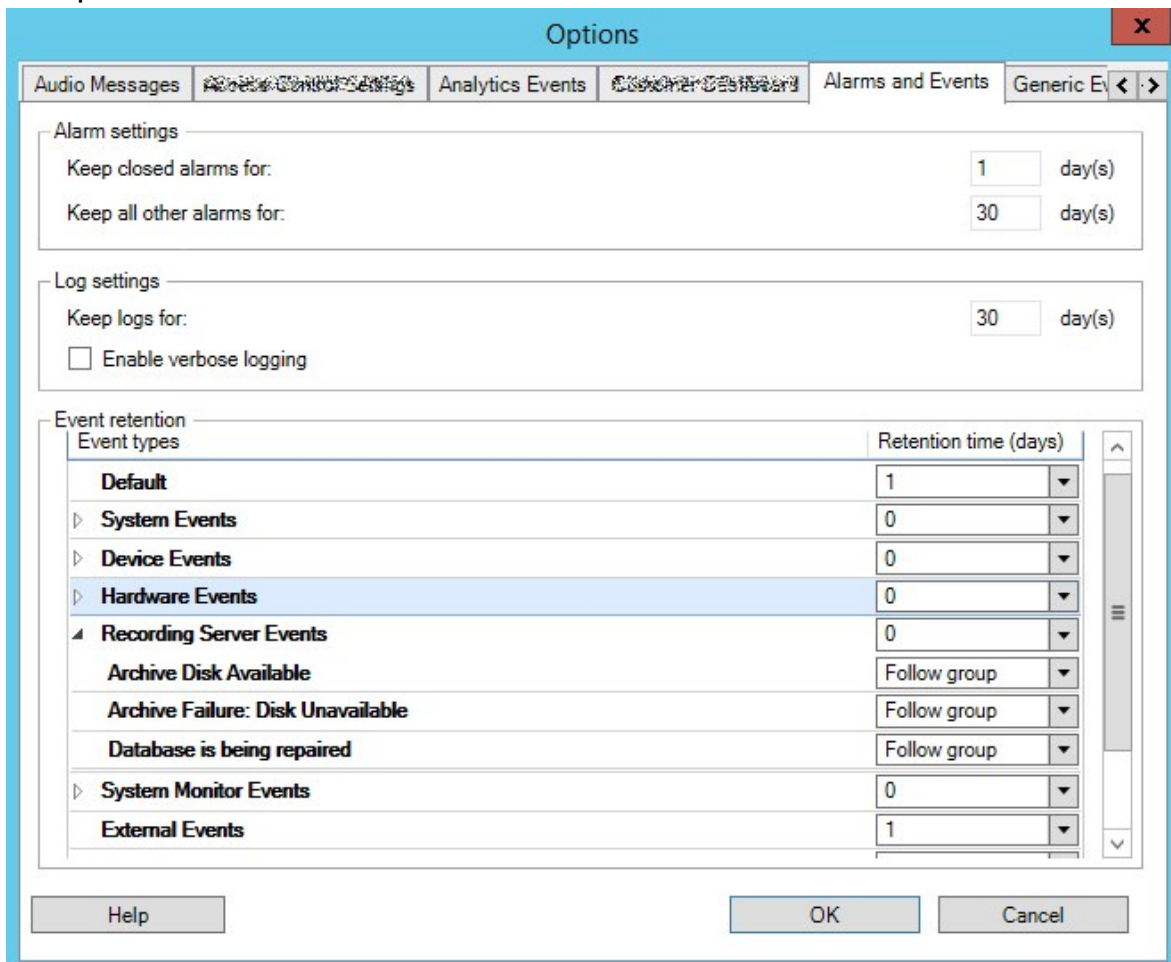 Options
x
Audio Messages
Analytics Events
Alarms and Events
Generic Ev
Alarm settings
Keep closed alarms for: 1 day(s)
Keep all other alarms for: 30 day(s)
Log settings
Keep logs for: 30 day(s)
Enable verbose logging
Event retention
Event types Retention time (days)
Default 1
System Events 0
Device Events 0
Hardware Events 0
Recording Server Events 0
Archive Disk Available Follow group
Archive Failure: Disk Unavailable Follow group
Database is being repaired Follow group
System Monitor Events 0
External Events 1
Help OK Cancel